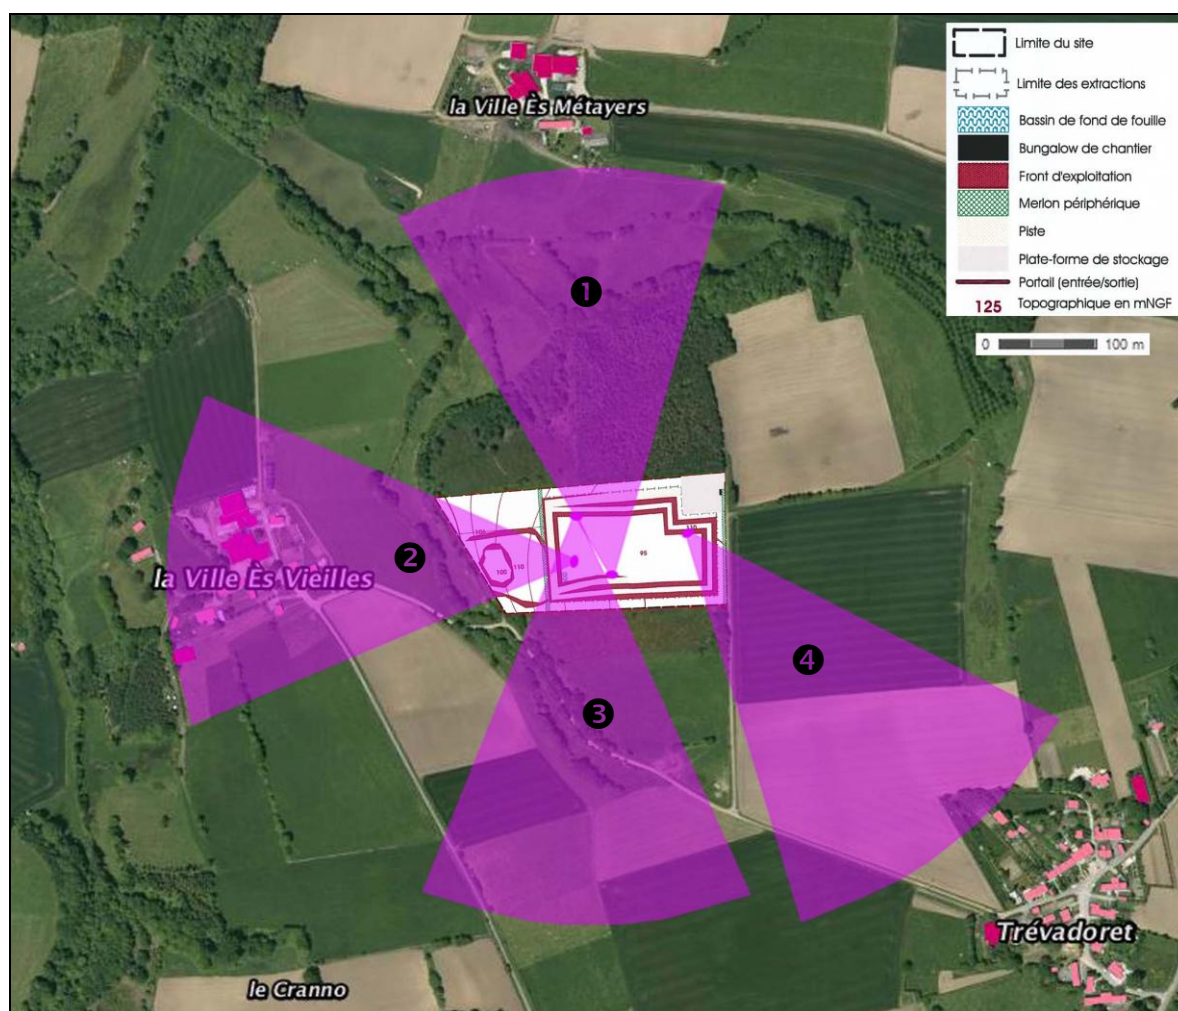 la Ville Ès Métayers
Limite du site
Limite des extractions
Bassin de fond de fouille
Bungalow de chantier
Front d'exploitation
Merlon périphérique
Piste
Plate-forme de stockage
Portail (entrée/sortie)
125 Topographique en mNGF
0 100 m
1
2
la Ville Ès Vieilles
100
110
95
110
3
4
Trévadoret
le Cranno